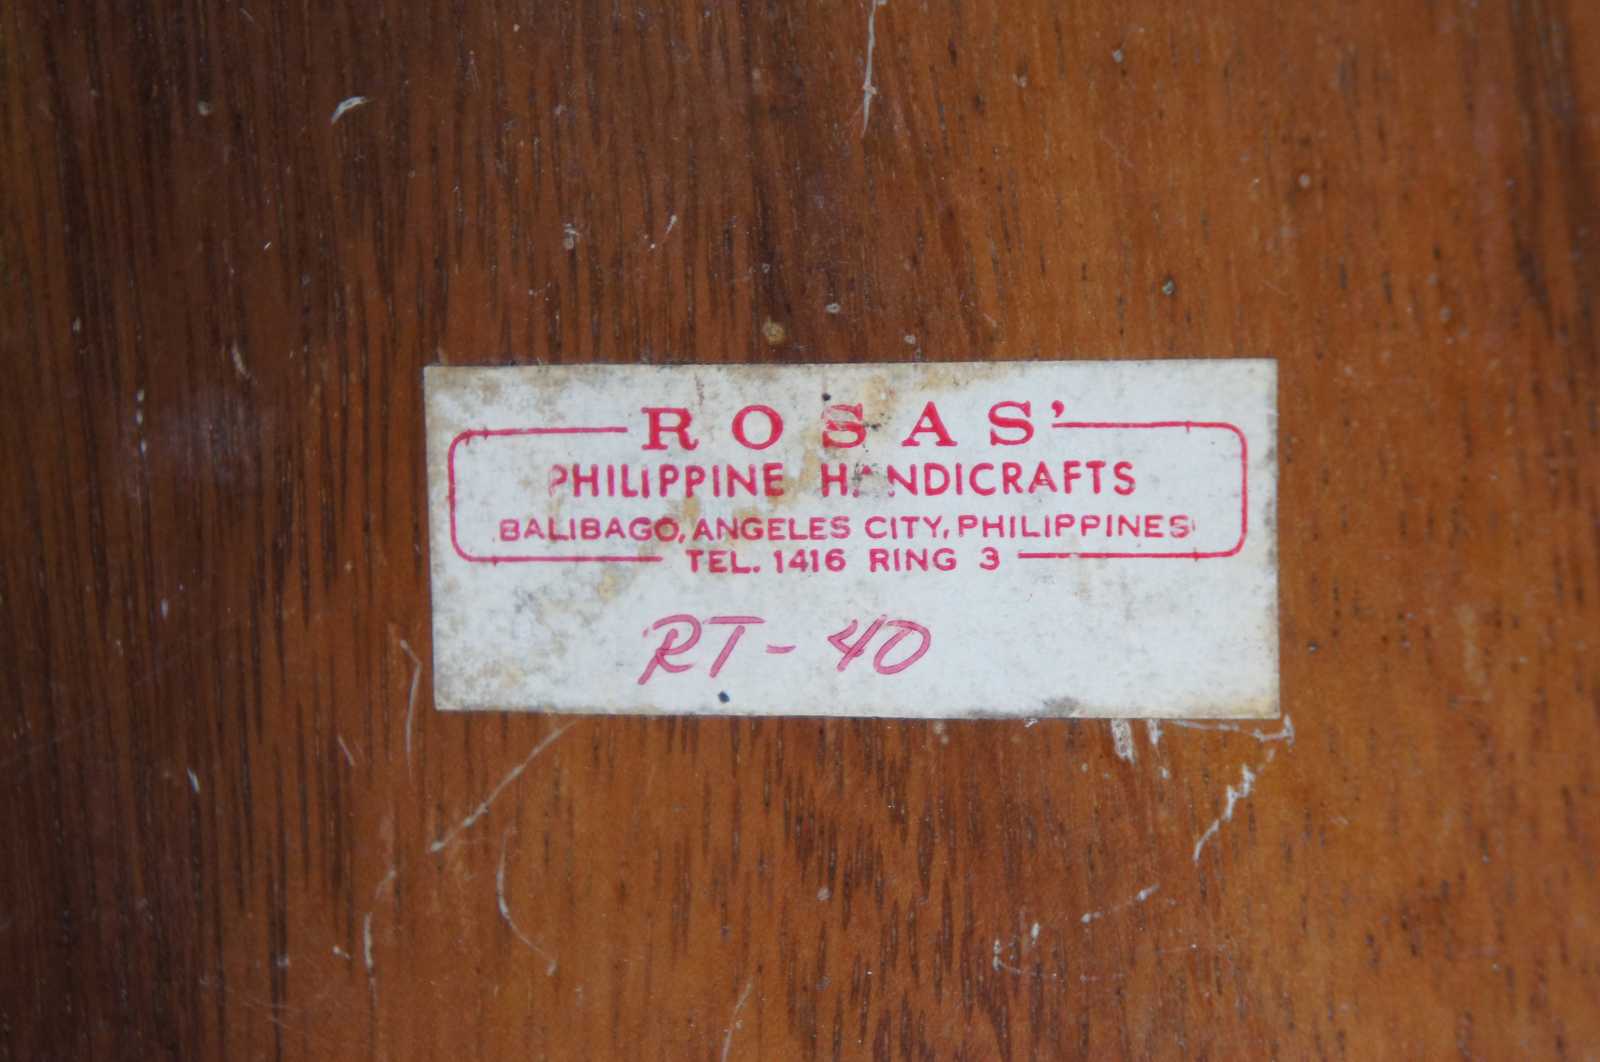 ROSAS'
PHILIPPINE HANDICRAFTS
BALIBAGO, ANGELES CITY, PHILIPPINES
TEL. 1416 RING 3
RT-40